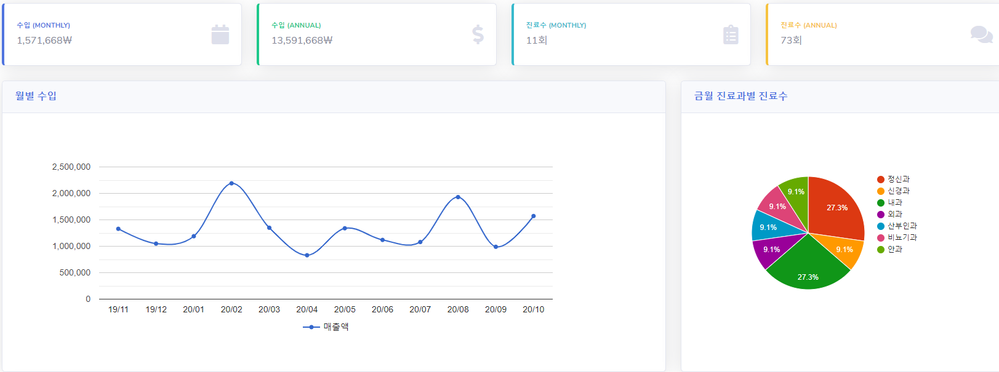 수입 (MONTHLY)
1,571,668₩
수입 (ANNUAL)
13,591,668₩
진료수 (MONTHLY)
11회
진료수 (ANNUAL)
73회
월별 수입
2,500,000
2,000,000
1,500,000
1,000,000
500,000
0
19/11 19/12 20/01 20/02 20/03 20/04 20/05 20/06 20/07 20/08 20/09 20/10
매출액
금월 진료과별 진료수
27.3%
9.1%
27.3%
9.1%
9.1%
9.1%
9.1%
정신과
신경과
내과
외과
산부인과
비뇨기과
안과